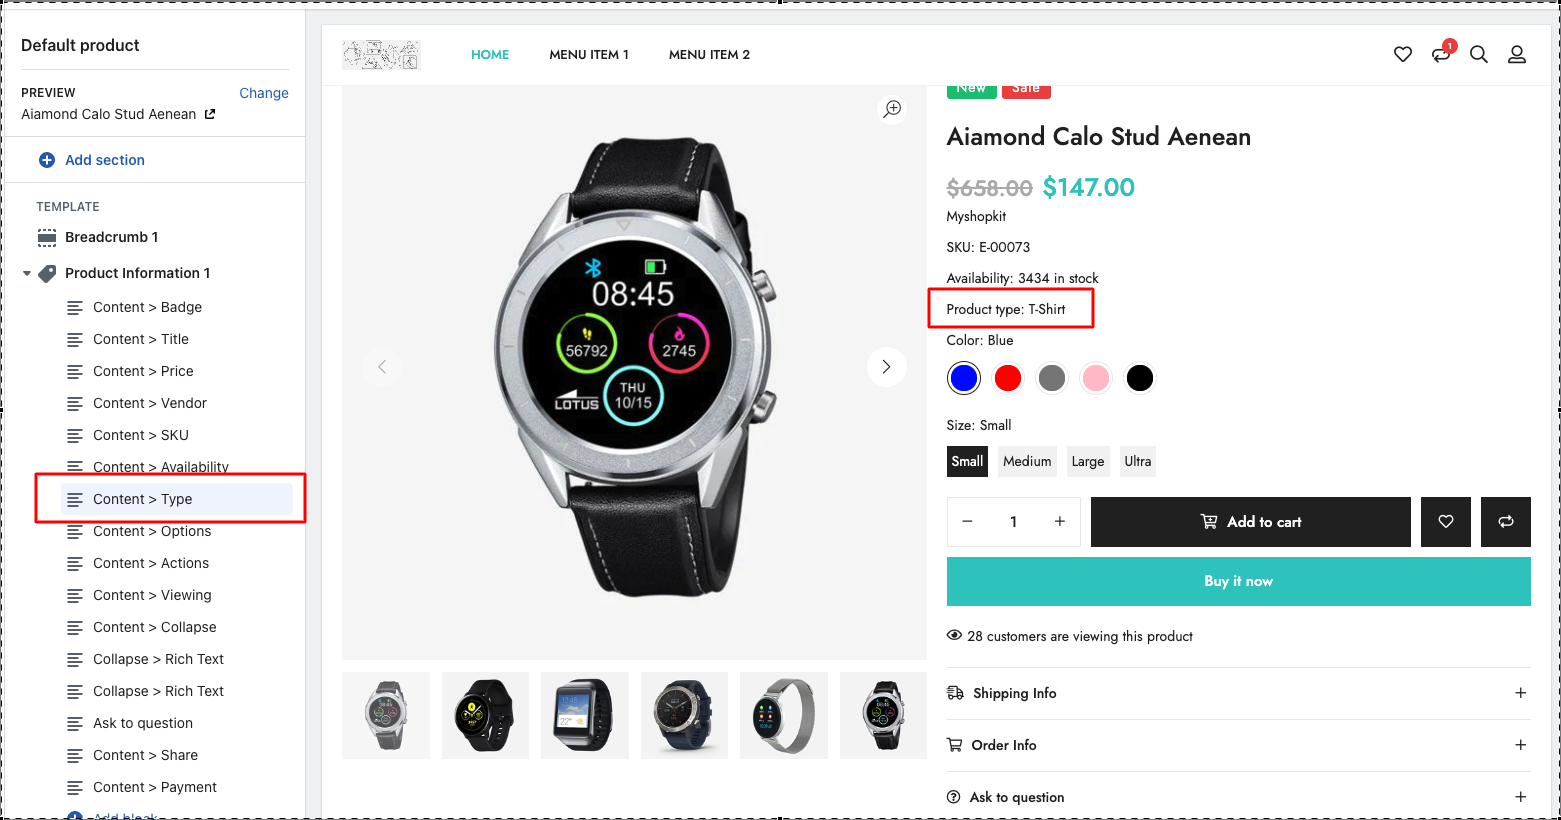 Default product
PREVIEW
Change
Aiamond Calo Stud Aenean
Add section
TEMPLATE
Breadcrumb 1
Product Information 1
Content > Badge
Content > Title
Content > Price
Content > Vendor
Content > SKU
Content > Availability
Content > Type
Content > Options
Content > Actions
Content > Viewing
Content > Collapse
Collapse > Rich Text
Collapse > Rich Text
Ask to question
Content > Share
Content > Payment
Add block
HOME
MENU ITEM 1
MENU ITEM 2
1
New
Sale
08:45
56792
2745
THU
10/15
LOTUS
Aiamond Calo Stud Aenean
$658.00 $147.00
Myshopkit
SKU: E-00073
Availability: 3434 in stock
Product type: T-Shirt
Color: Blue
Size: Small
Small
Medium
Large
Ultra
− 1 +
Add to cart
Buy it now
28 customers are viewing this product
Shipping Info +
Order Info +
Ask to question +